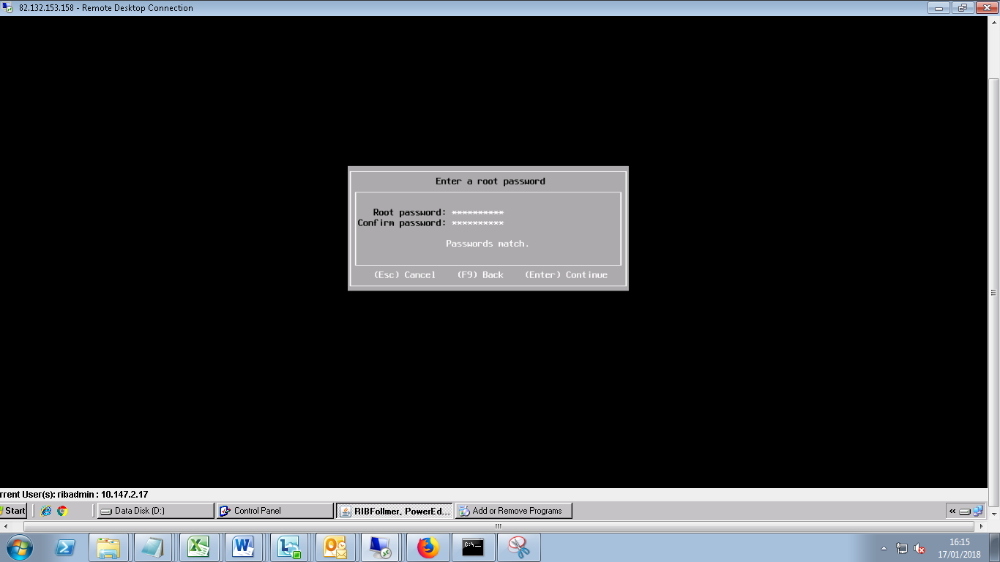 82.132.153.158 - Remote Desktop Connection
Enter a root password
Root password: **********
Confirm password: **********
Passwords match.
(Esc) Cancel (F9) Back (Enter) Continue
rrent User(s): ribadmin : 10.147.2.17
Start Data Disk (D:) Control Panel RIBFollmer, PowerEd... Add or Remove Programs «
C:\_
16:15
17/01/2018